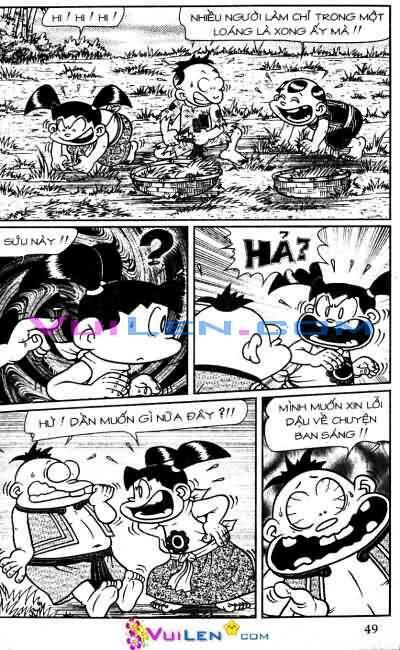 HI! HI! HI!
NHIỀU NGƯỜI LÀM CHỈ TRONG MỘT
LOÁNG LÀ XONG ẤY MÀ!!
SỬU NÀY!!
?
HẢ?
VUILEN.COM
HỨ! DẦN MUỐN GÌ NỮA ĐÂY?!!
MÌNH MUỐN XIN LỖI
DẬU VỀ CHUYỆN
BAN SÁNG!!
49
VUILEN.COM